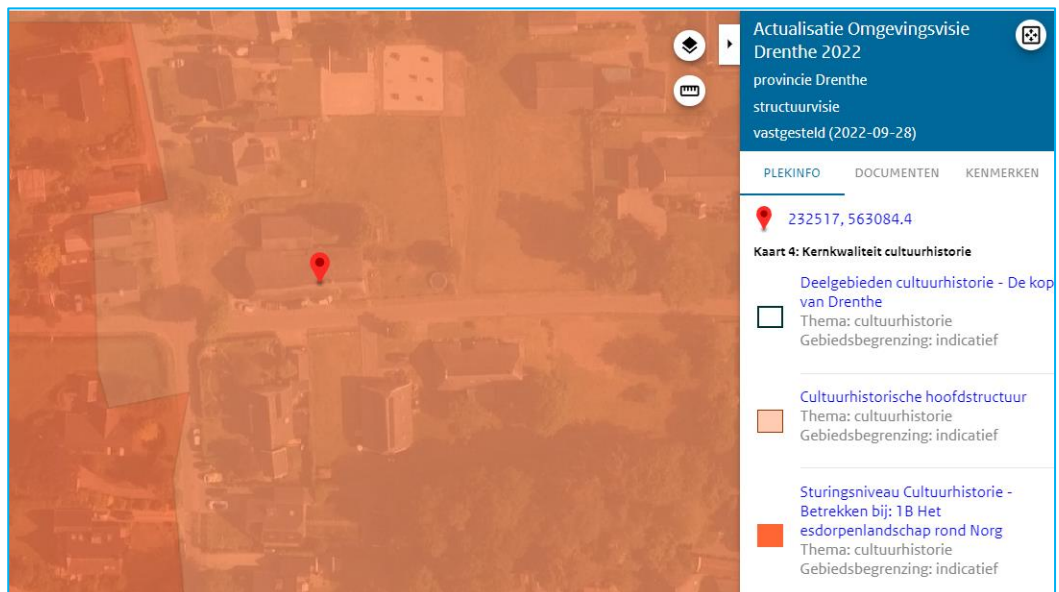 Actualisatie Omgevingsvisie
Drenthe 2022
provincie Drenthe
structuurvisie
vastgesteld (2022-09-28)
PLEKINFO DOCUMENTEN KENMERKEN
232517, 563084.4
Kaart 4: Kernkwaliteit cultuurhistorie
Deelgebieden cultuurhistorie - De kop
van Drenthe
Thema: cultuurhistorie
Gebiedsbegrenzing: indicatief
Cultuurhistorische hoofdstructuur
Thema: cultuurhistorie
Gebiedsbegrenzing: indicatief
Sturingsniveau Cultuurhistorie -
Betrekken bij: 1B Het
esdorpenlandschap rond Norg
Thema: cultuurhistorie
Gebiedsbegrenzing: indicatief